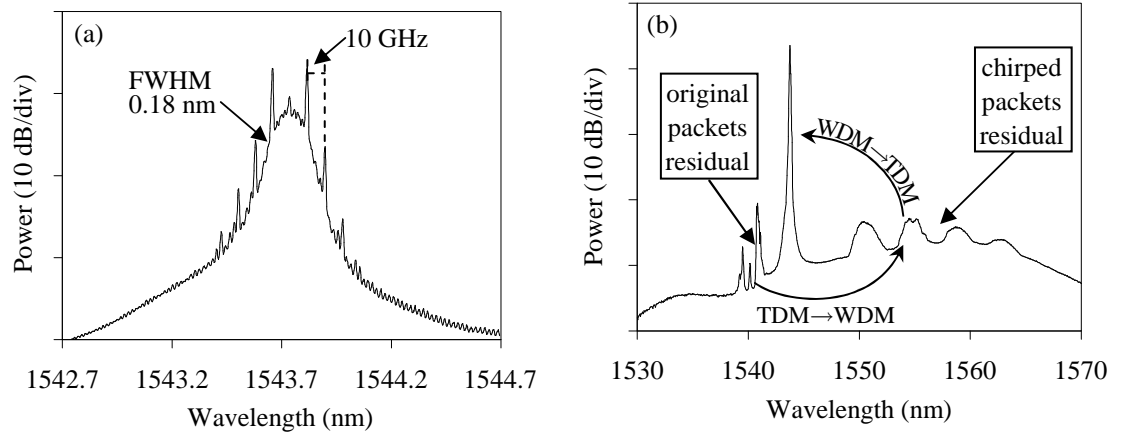 (a)
10 GHz
FWHM
0.18 nm
Power (10 dB/div)
1542.7 1543.2 1543.7 1544.2 1544.7
Wavelength (nm)
(b)
original
packets
residual
WDM→TDM
chirped
packets
residual
TDM→WDM
Power (10 dB/div)
1530 1540 1550 1560 1570
Wavelength (nm)